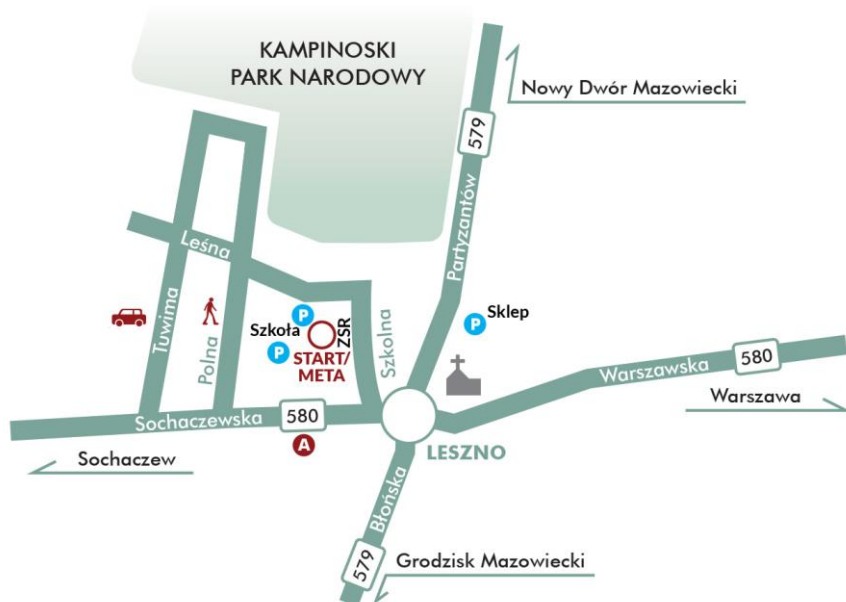 KAMPINOSKI
PARK NARODOWY
Nowy Dwór Mazowiecki
579
Partyzantów
Leśna
Tuwima
Polna
Szkoła
P
P
ZSR
START/
META
Szkolna
P
Sklep
Warszawska
580
Warszawa
Sochaczewska
580
A
Sochaczew
LESZNO
Błońska
579
Grodzisk Mazowiecki